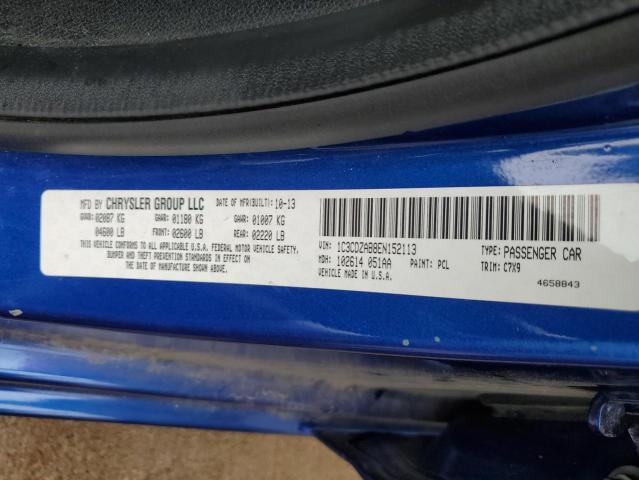 MFD BY CHRYSLER GROUP LLC DATE OF MFR(BUILT): 10-13
GVWR: 02087 KG GAWR 01180 KG GAWR 01007 KG
04600 LB FRONT: 02600 LB REAR: 02220 LB
THIS VEHICLE CONFORMS TO ALL APPLICABLE U.S.A. FEDERAL MOTOR VEHICLE SAFETY,
BUMPER AND THEFT PREVENTION STANDARDS IN EFFECT ON
THE DATE OF MANUFACTURE SHOWN ABOVE.
VIN: 1C3CDZAB8EN152113 TYPE: PASSENGER CAR
MDH: 102614 051AA PAINT: PCL TRIM: C7X9
VEHICLE MADE IN: U.S.A.
4658843